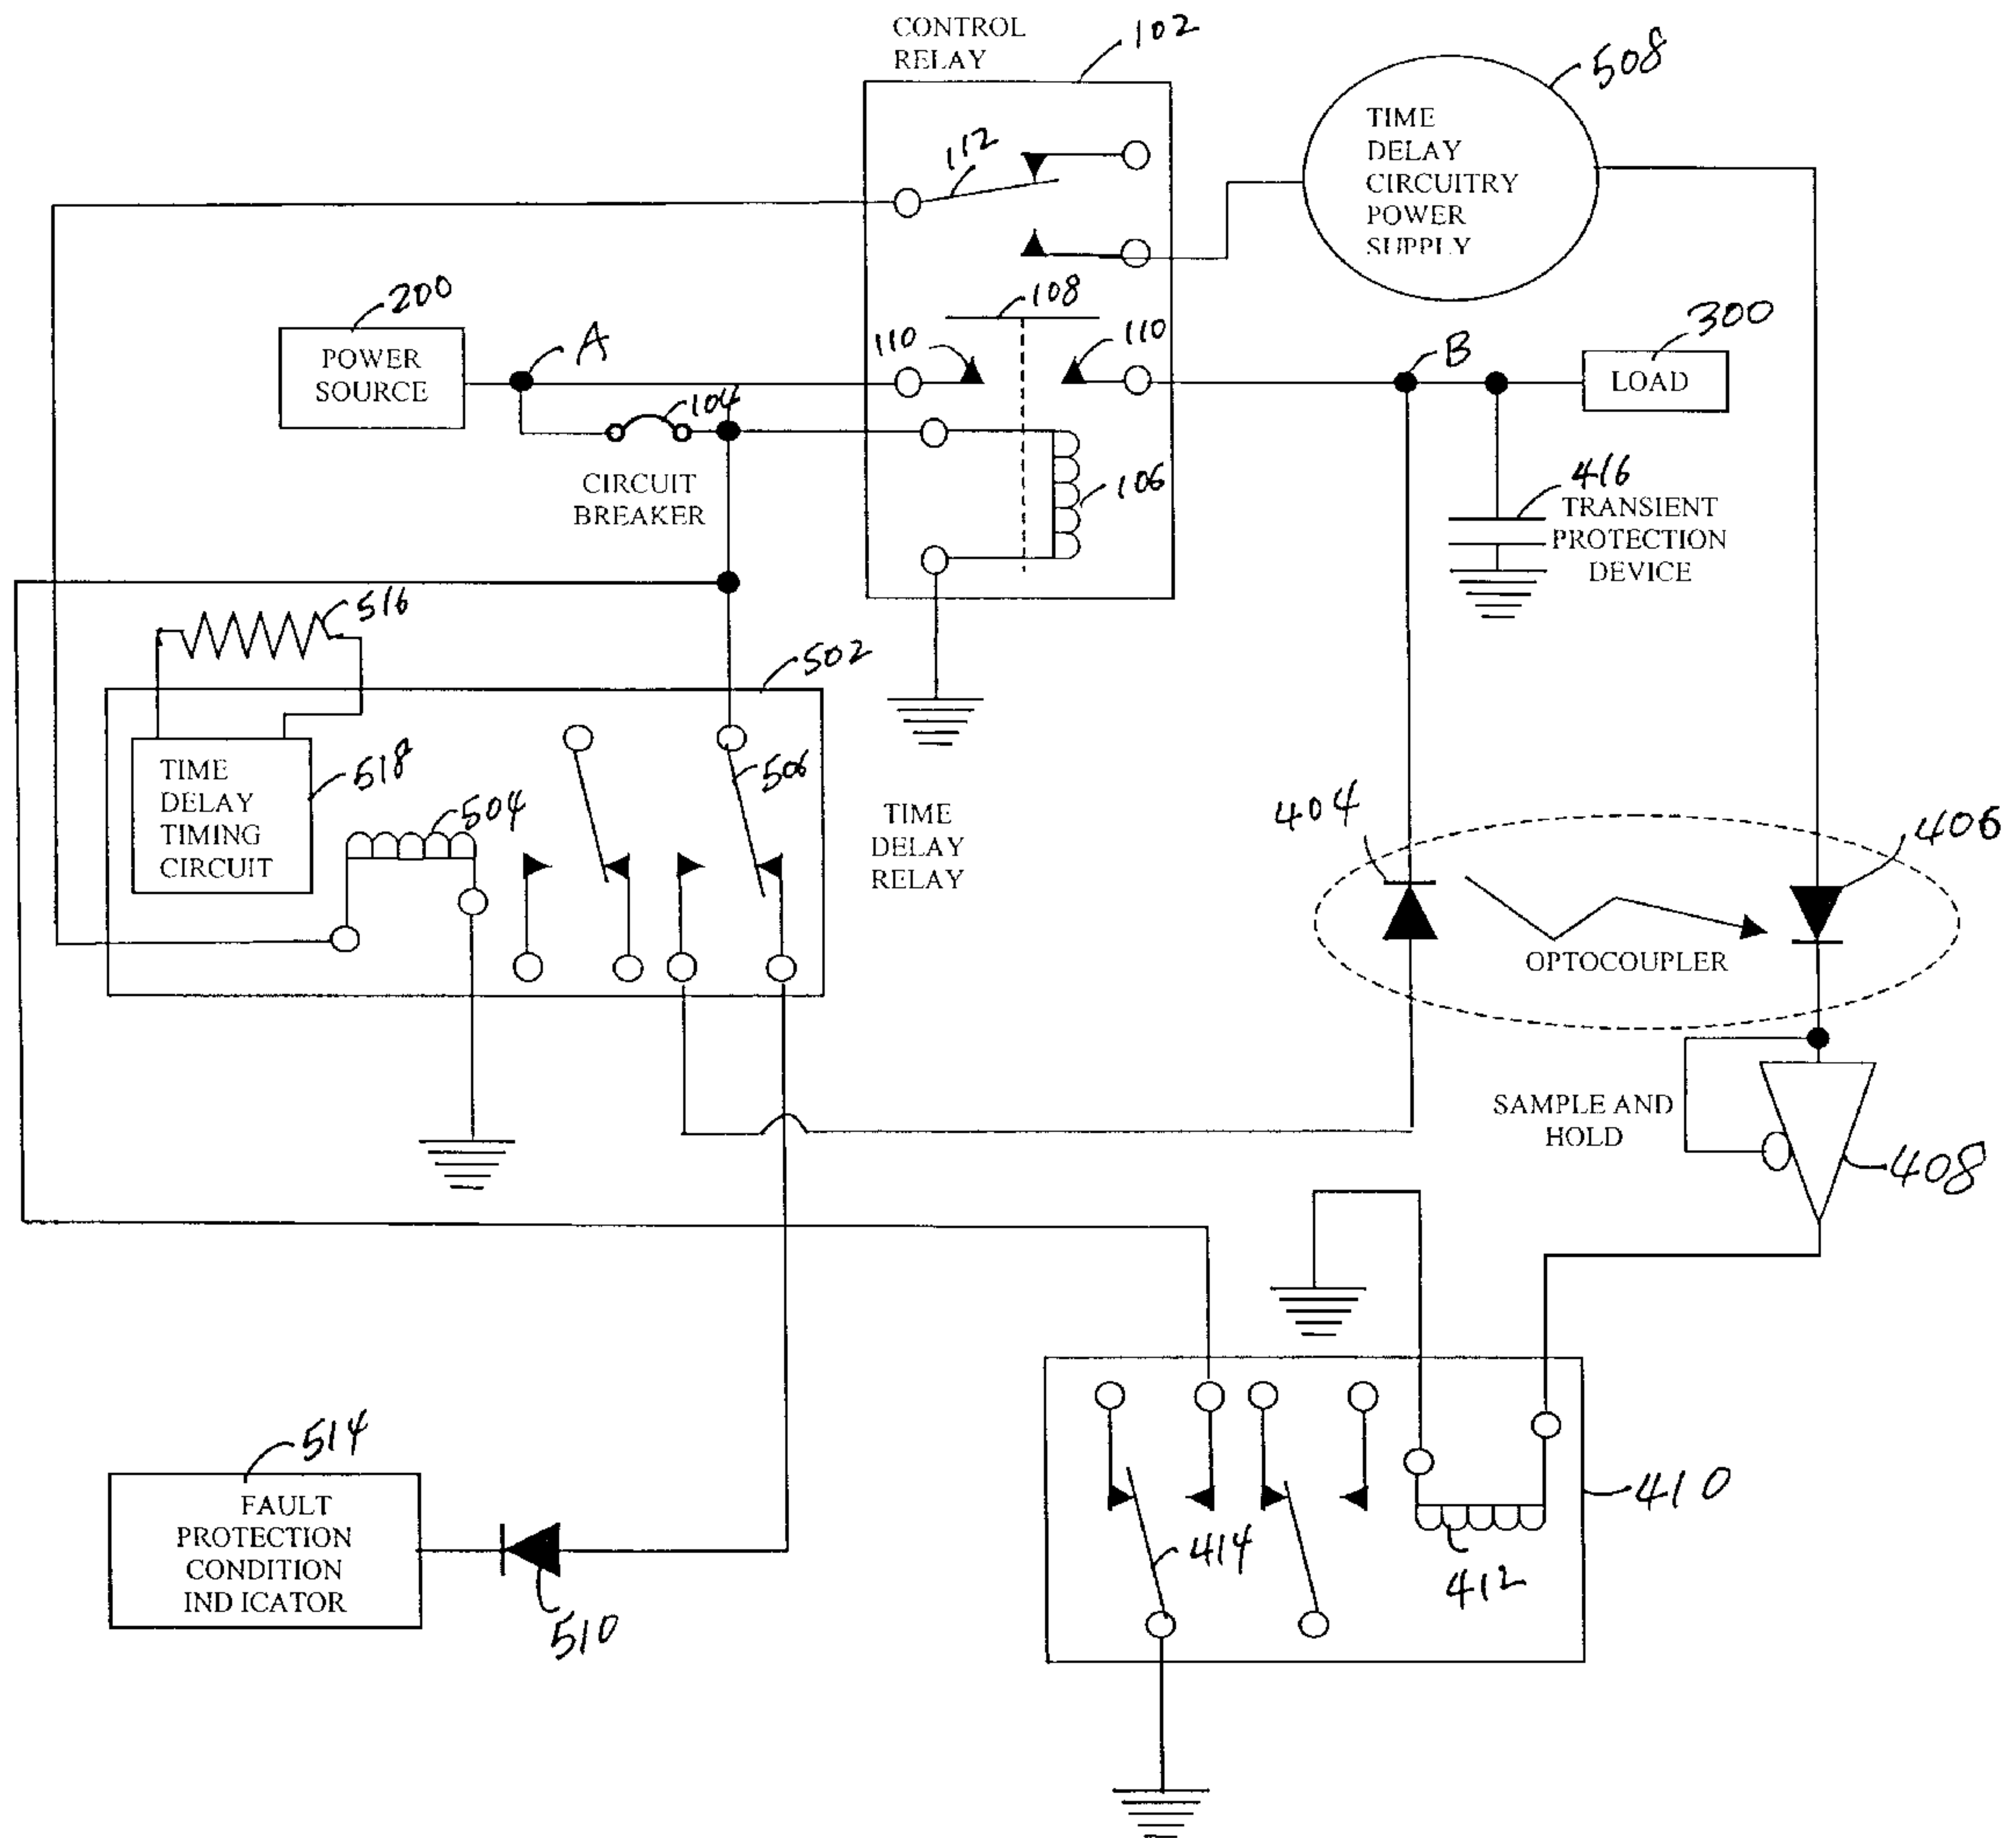 CONTROL
RELAY
102
508
TIME
DELAY
CIRCUITRY
POWER
SUPPLY
112
200
108
POWER
SOURCE
A
110
110
B
300
LOAD
104
CIRCUIT
BREAKER
106
416
TRANSIENT
PROTECTION
DEVICE
516
502
TIME
DELAY
TIMING
CIRCUIT
518
504
506
TIME
DELAY
RELAY
404
406
OPTOCOUPLER
SAMPLE AND
HOLD
408
514
FAULT
PROTECTION
CONDITION
INDICATOR
510
414
412
410